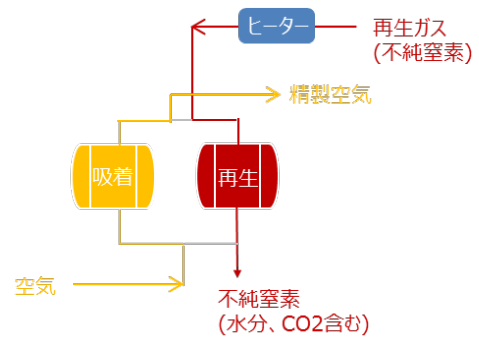 ヒーター
再生ガス
(不純窒素)
精製空気
吸着
再生
空気
不純窒素
(水分、CO2含む)